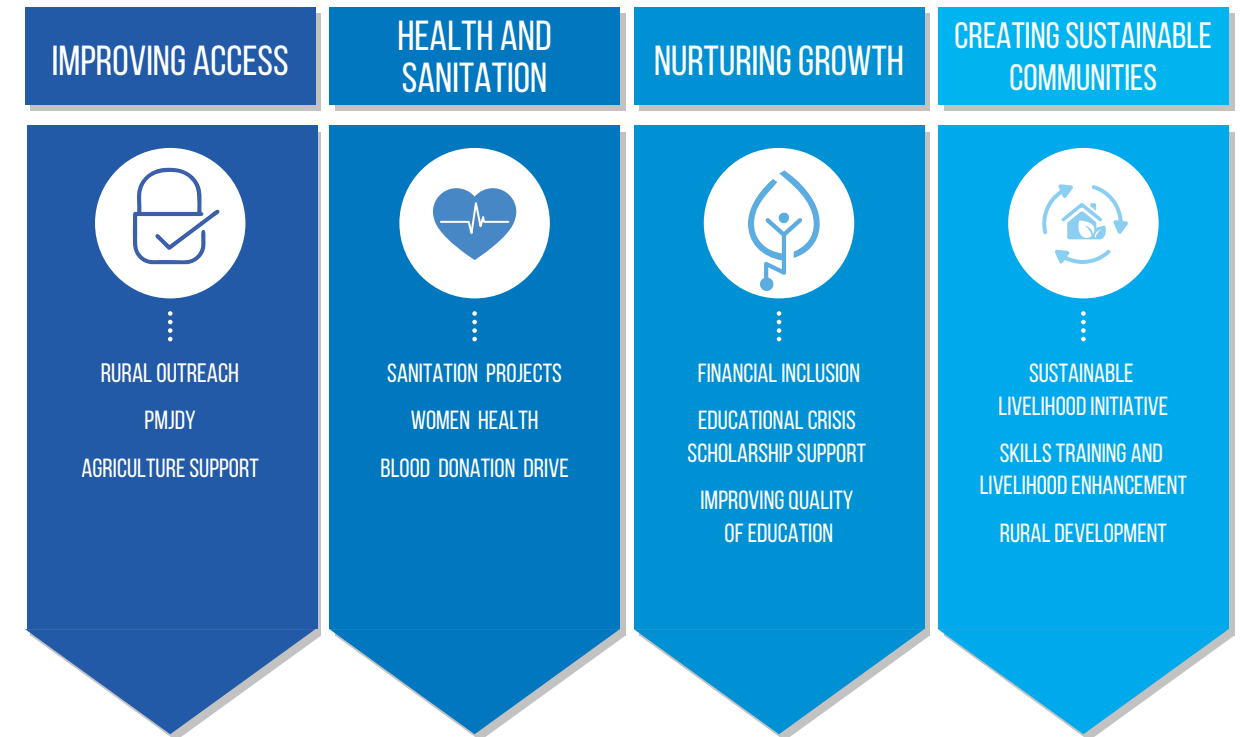 IMPROVING ACCESS
RURAL OUTREACH
PMJDY
AGRICULTURE SUPPORT
HEALTH AND
SANITATION
SANITATION PROJECTS
WOMEN HEALTH
BLOOD DONATION DRIVE
NURTURING GROWTH
FINANCIAL INCLUSION
EDUCATIONAL CRISIS
SCHOLARSHIP SUPPORT
IMPROVING QUALITY
OF EDUCATION
CREATING SUSTAINABLE
COMMUNITIES
SUSTAINABLE
LIVELIHOOD INITIATIVE
SKILLS TRAINING AND
LIVELIHOOD ENHANCEMENT
RURAL DEVELOPMENT